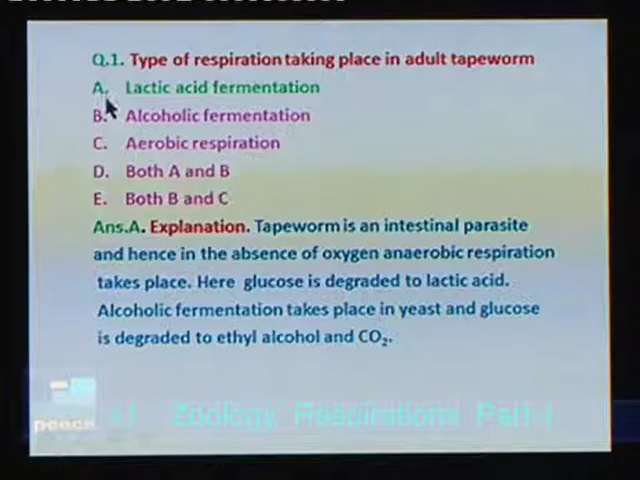 Q.1. Type of respiration taking place in adult tapeworm
A. Lactic acid fermentation
B. Alcoholic fermentation
C. Aerobic respiration
D. Both A and B
E. Both B and C
Ans.A. Explanation. Tapeworm is an intestinal parasite
and hence in the absence of oxygen anaerobic respiration
takes place. Here glucose is degraded to lactic acid.
Alcoholic fermentation takes place in yeast and glucose
is degraded to ethyl alcohol and CO₂.
Zoology Respirations Part-I
peece